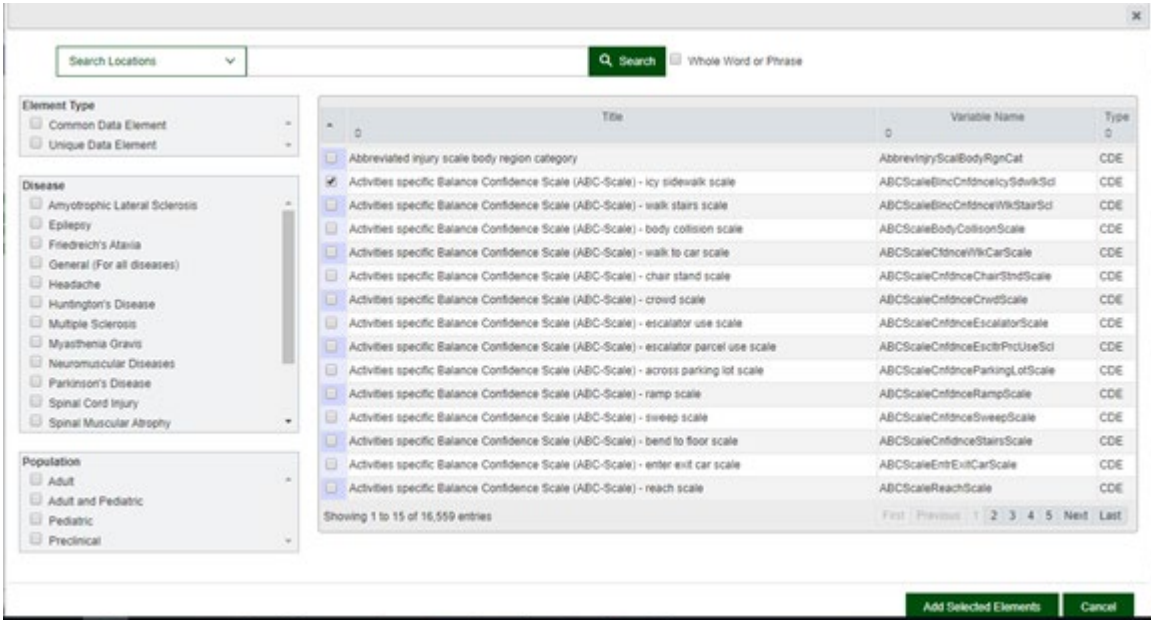 Search Locations
Search
Whole Word or Phrase
Element Type
Common Data Element
Unique Data Element
Disease
Amyotrophic Lateral Sclerosis
Epilepsy
Friedreich's Ataxia
General (For all diseases)
Headache
Huntington's Disease
Multiple Sclerosis
Myasthenia Gravis
Neuromuscular Diseases
Parkinson's Disease
Spinal Cord Injury
Spinal Muscular Atrophy
Population
Adult
Adult and Pediatric
Pediatric
Preclinical
Title Variable Name Type
Abbreviated injury scale body region category AbbrevInjryScalBodyRgnCat CDE
Activities specific Balance Confidence Scale (ABC-Scale) - icy sidewalk scale ABCScaleBlncCnfdnceIcySdwlkScl CDE
Activities specific Balance Confidence Scale (ABC-Scale) - walk stairs scale ABCScaleBlncCnfdnceWlkStairScl CDE
Activities specific Balance Confidence Scale (ABC-Scale) - body collision scale ABCScaleBodyCollisonScale CDE
Activities specific Balance Confidence Scale (ABC-Scale) - walk to car scale ABCScaleCfdnceWlkCarScale CDE
Activities specific Balance Confidence Scale (ABC-Scale) - chair stand scale ABCScaleCnfdnceChairStndScale CDE
Activities specific Balance Confidence Scale (ABC-Scale) - crowd scale ABCScaleCnfdnceCrwdScale CDE
Activities specific Balance Confidence Scale (ABC-Scale) - escalator use scale ABCScaleCnfdnceEscalatorScale CDE
Activities specific Balance Confidence Scale (ABC-Scale) - escalator parcel use scale ABCScaleCnfdnceEscltrPrcUseScl CDE
Activities specific Balance Confidence Scale (ABC-Scale) - across parking lot scale ABCScaleCnfdnceParkingLotScale CDE
Activities specific Balance Confidence Scale (ABC-Scale) - ramp scale ABCScaleCnfdnceRampScale CDE
Activities specific Balance Confidence Scale (ABC-Scale) - sweep scale ABCScaleCnfdnceSweepScale CDE
Activities specific Balance Confidence Scale (ABC-Scale) - bend to floor scale ABCScaleCnfidnceStairsScale CDE
Activities specific Balance Confidence Scale (ABC-Scale) - enter exit car scale ABCScaleEntrExitCarScale CDE
Activities specific Balance Confidence Scale (ABC-Scale) - reach scale ABCScaleReachScale CDE
Showing 1 to 15 of 16,559 entries First Previous 1 2 3 4 5 Next Last
Add Selected Elements Cancel